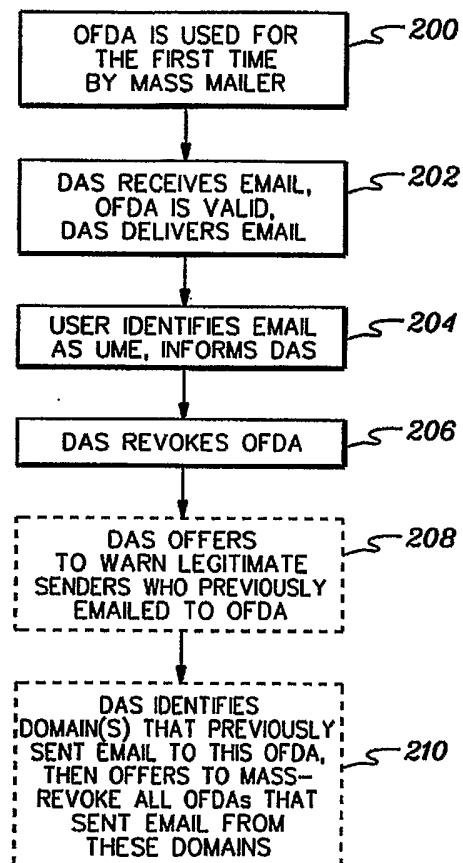 OFDA IS USED FOR
THE FIRST TIME
BY MASS MAILER
200
DAS RECEIVES EMAIL,
OFDA IS VALID,
DAS DELIVERS EMAIL
202
USER IDENTIFIES EMAIL
AS UME, INFORMS DAS
204
DAS REVOKES OFDA
206
DAS OFFERS
TO WARN LEGITIMATE
SENDERS WHO PREVIOUSLY
EMAILED TO OFDA
208
DAS IDENTIFIES
DOMAIN(S) THAT PREVIOUSLY
SENT EMAIL TO THIS OFDA,
THEN OFFERS TO MASS-
REVOKE ALL OFDAs THAT
SENT EMAIL FROM
THESE DOMAINS
210